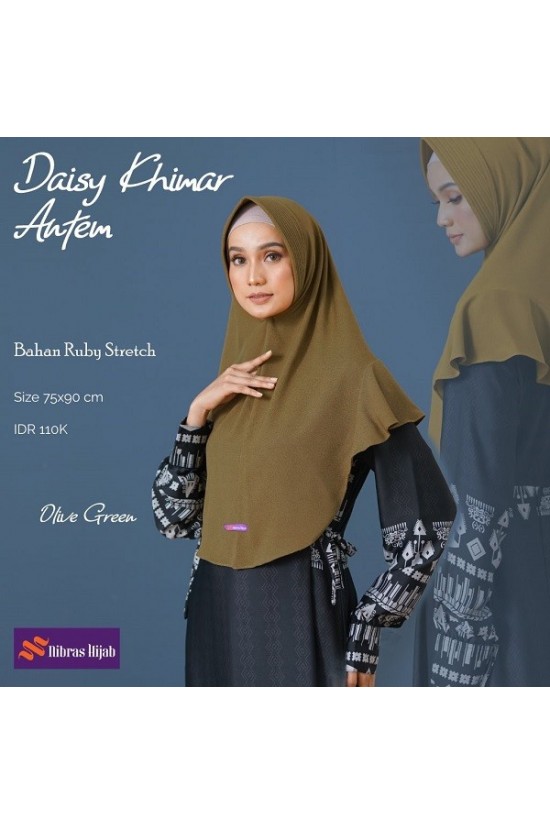 Daisy Khimar
Antem
Bahan Ruby Stretch
Size 75x90 cm
IDR 110K
Olive Green
Nibras Hijab